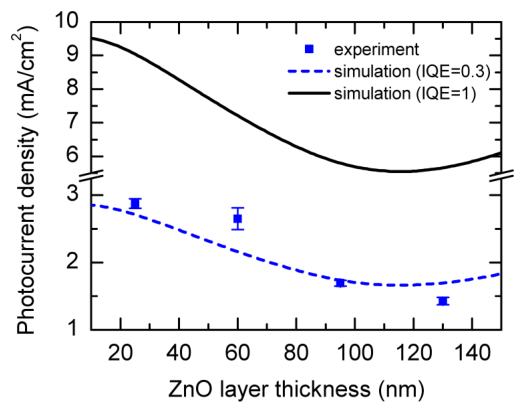 10
9
8
7
6
3
2
1
Photocurrent density (mA/cm²)
experiment
simulation (IQE=0.3)
simulation (IQE=1)
20 40 60 80 100 120 140
ZnO layer thickness (nm)